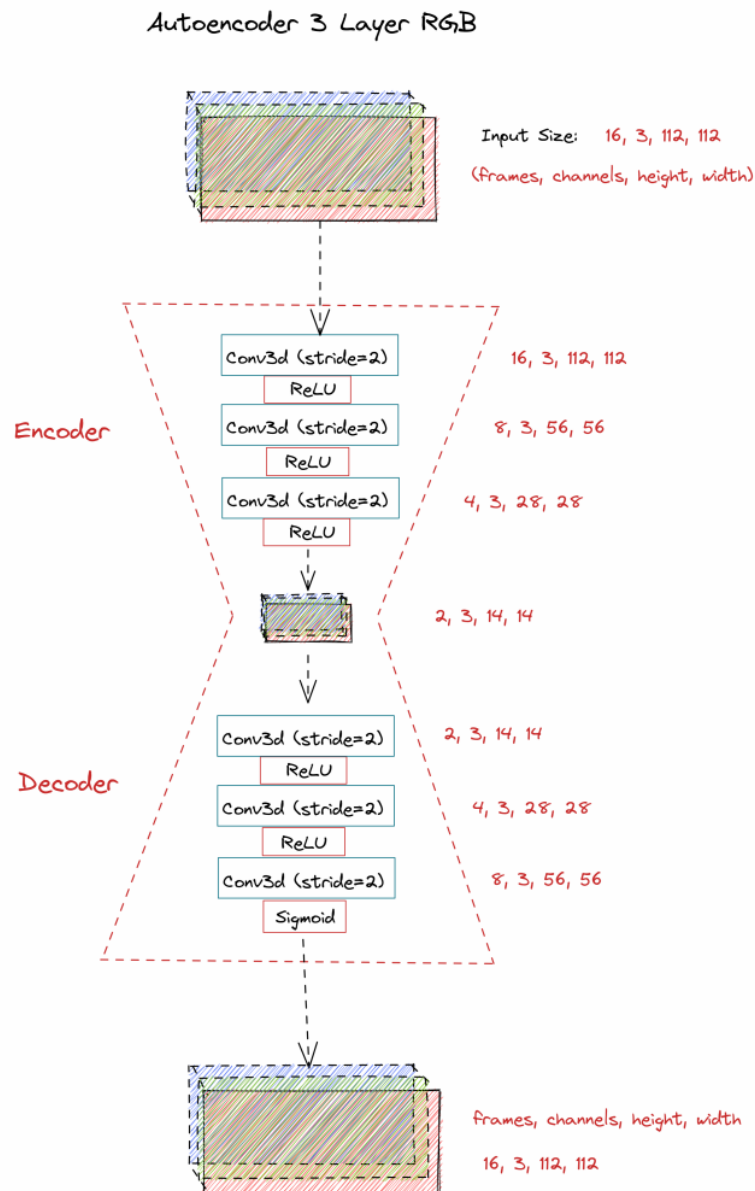 Autoencoder 3 Layer RGB
Input Size: 16, 3, 112, 112
(frames, channels, height, width)
Conv3d (stride=2)
16, 3, 112, 112
ReLU
Encoder
Conv3d (stride=2)
8, 3, 56, 56
ReLU
Conv3d (stride=2)
4, 3, 28, 28
ReLU
2, 3, 14, 14
Conv3d (stride=2)
2, 3, 14, 14
ReLU
Decoder
Conv3d (stride=2)
4, 3, 28, 28
ReLU
Conv3d (stride=2)
8, 3, 56, 56
Sigmoid
frames, channels, height, width
16, 3, 112, 112